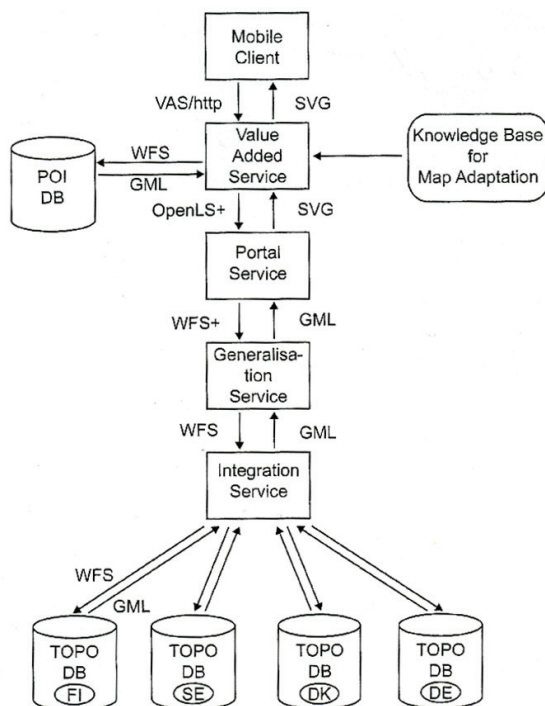 Mobile
Client
VAS/http
SVG
Value
Added
Service
Knowledge Base
for
Map Adaptation
WFS
GML
POI
DB
OpenLS+
SVG
Portal
Service
WFS+
GML
Generalisa-
tion
Service
WFS
GML
Integration
Service
WFS
GML
TOPO
DB
FI
TOPO
DB
SE
TOPO
DB
DK
TOPO
DB
DE